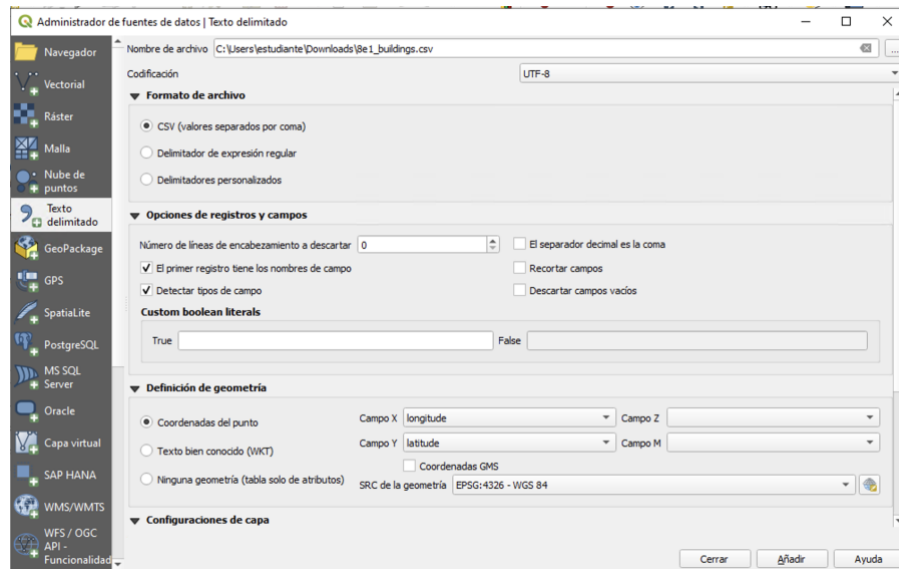 Administrador de fuentes de datos | Texto delimitado
Navegador
Vectorial
Ráster
Malla
Nube de
puntos
Texto
delimitado
GeoPackage
GPS
SpatiaLite
PostgreSQL
MS SQL
Server
Oracle
Capa virtual
SAP HANA
WMS/WMTS
WFS / OGC
API -
Funcionalidad
Nombre de archivo C:\Users\estudiante\Downloads\8e1_buildings.csv ...
Codificación UTF-8
Formato de archivo
CSV (valores separados por coma)
Delimitador de expresión regular
Delimitadores personalizados
Opciones de registros y campos
Número de líneas de encabezamiento a descartar 0 El separador decimal es la coma
El primer registro tiene los nombres de campo Recortar campos
Detectar tipos de campo Descartar campos vacíos
Custom boolean literals
True False
Definición de geometría
Coordenadas del punto Campo X longitude Campo Z
Texto bien conocido (WKT) Campo Y latitude Campo M
Coordenadas GMS
Ninguna geometría (tabla solo de atributos) SRC de la geometría EPSG:4326 - WGS 84
Configuraciones de capa
Cerrar Añadir Ayuda